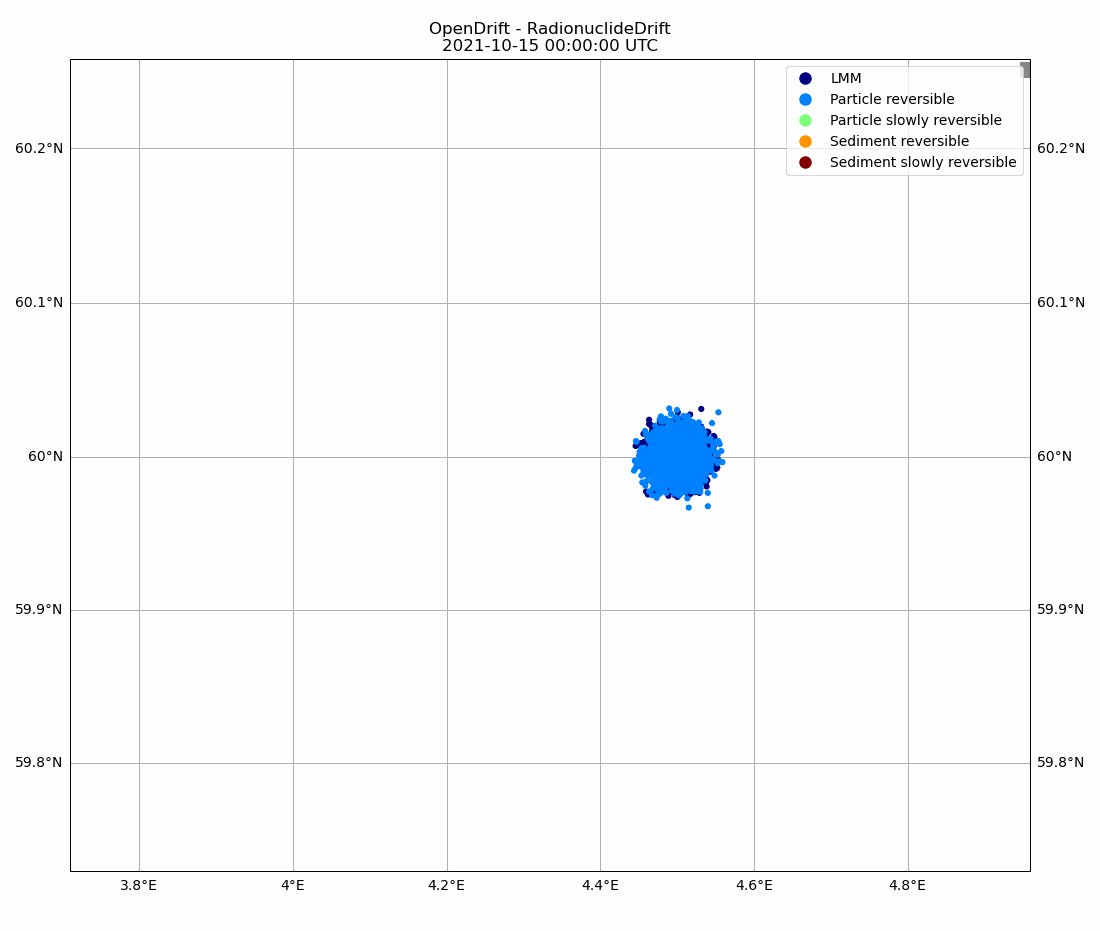 OpenDrift - RadionuclideDrift
2021-10-15 00:00:00 UTC
LMM
Particle reversible
Particle slowly reversible
Sediment reversible
Sediment slowly reversible
60.2°N 60.2°N
60.1°N 60.1°N
60°N 60°N
59.9°N 59.9°N
59.8°N 59.8°N
3.8°E 4°E 4.2°E 4.4°E 4.6°E 4.8°E